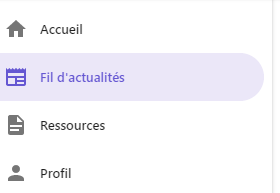 Accueil
Fil d'actualités
Ressources
Profil